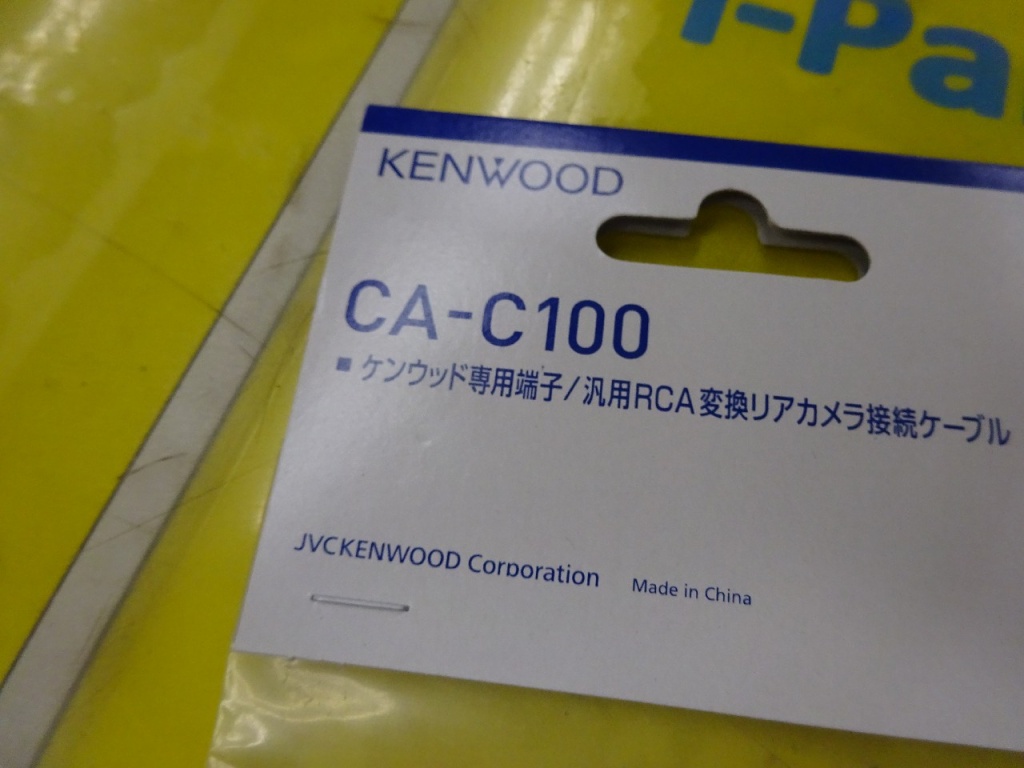 KENWOOD
CA-C100
■ ケンウッド専用端子/汎用RCA変換リアカメラ接続ケーブル
JVCKENWOOD Corporation Made in China